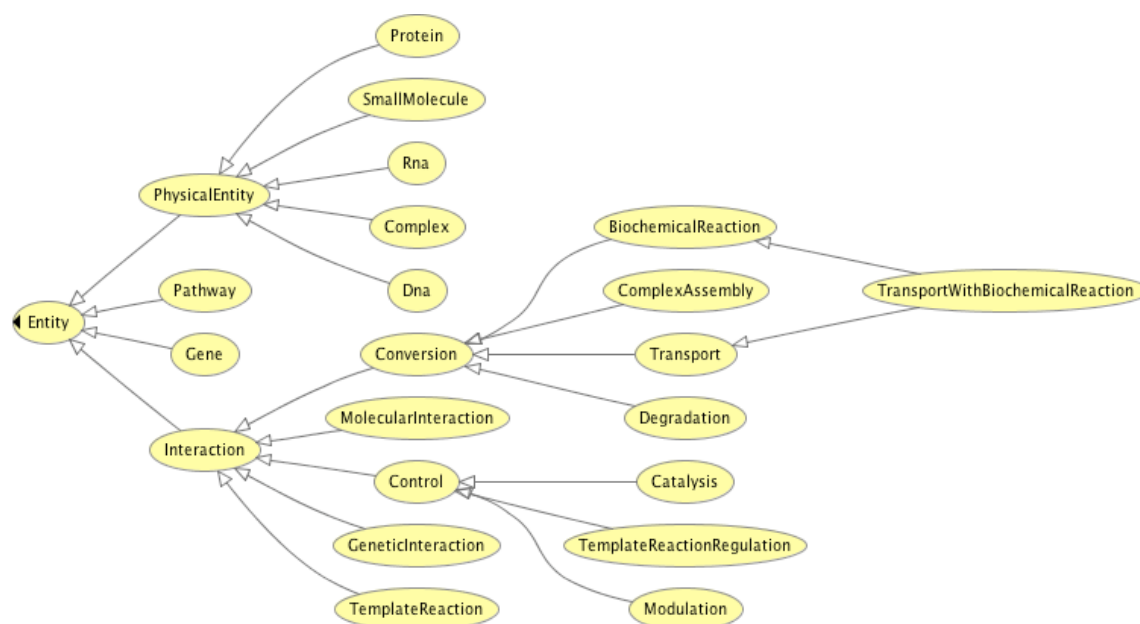 Protein
SmallMolecule
Rna
PhysicalEntity
Complex
BiochemicalReaction
Pathway
Dna
ComplexAssembly
TransportWithBiochemicalReaction
Entity
Gene
Conversion
Transport
MolecularInteraction
Degradation
Interaction
Control
Catalysis
GeneticInteraction
TemplateReactionRegulation
TemplateReaction
Modulation